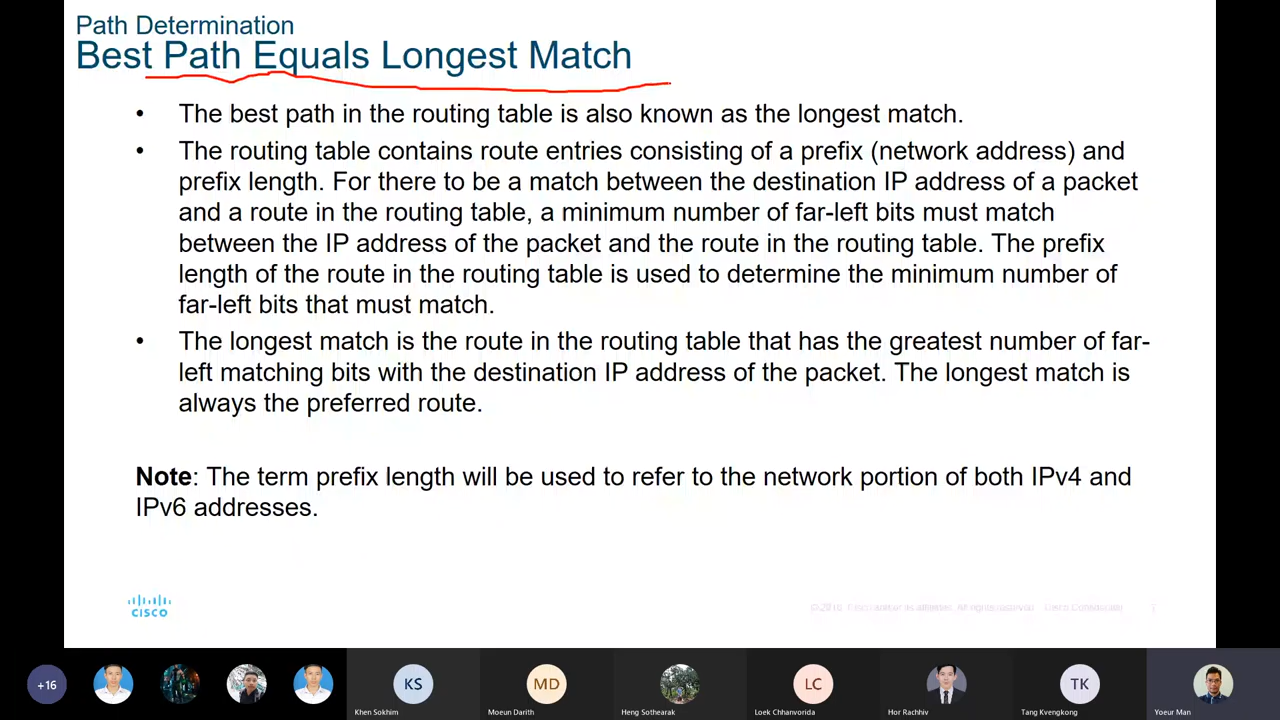 Path Determination
Best Path Equals Longest Match
• The best path in the routing table is also known as the longest match.
• The routing table contains route entries consisting of a prefix (network address) and
prefix length. For there to be a match between the destination IP address of a packet
and a route in the routing table, a minimum number of far-left bits must match
between the IP address of the packet and the route in the routing table. The prefix
length of the route in the routing table is used to determine the minimum number of
far-left bits that must match.
• The longest match is the route in the routing table that has the greatest number of far-
left matching bits with the destination IP address of the packet. The longest match is
always the preferred route.
Note: The term prefix length will be used to refer to the network portion of both IPv4 and
IPv6 addresses.
CISCO
+16
KS
MD
LC
TK
Khen Sokhim
Moeun Darith
Heng Sothearak
Loek Chhanvorida
Hor Rachhiv
Tang Kvengkong
Yoeur Man